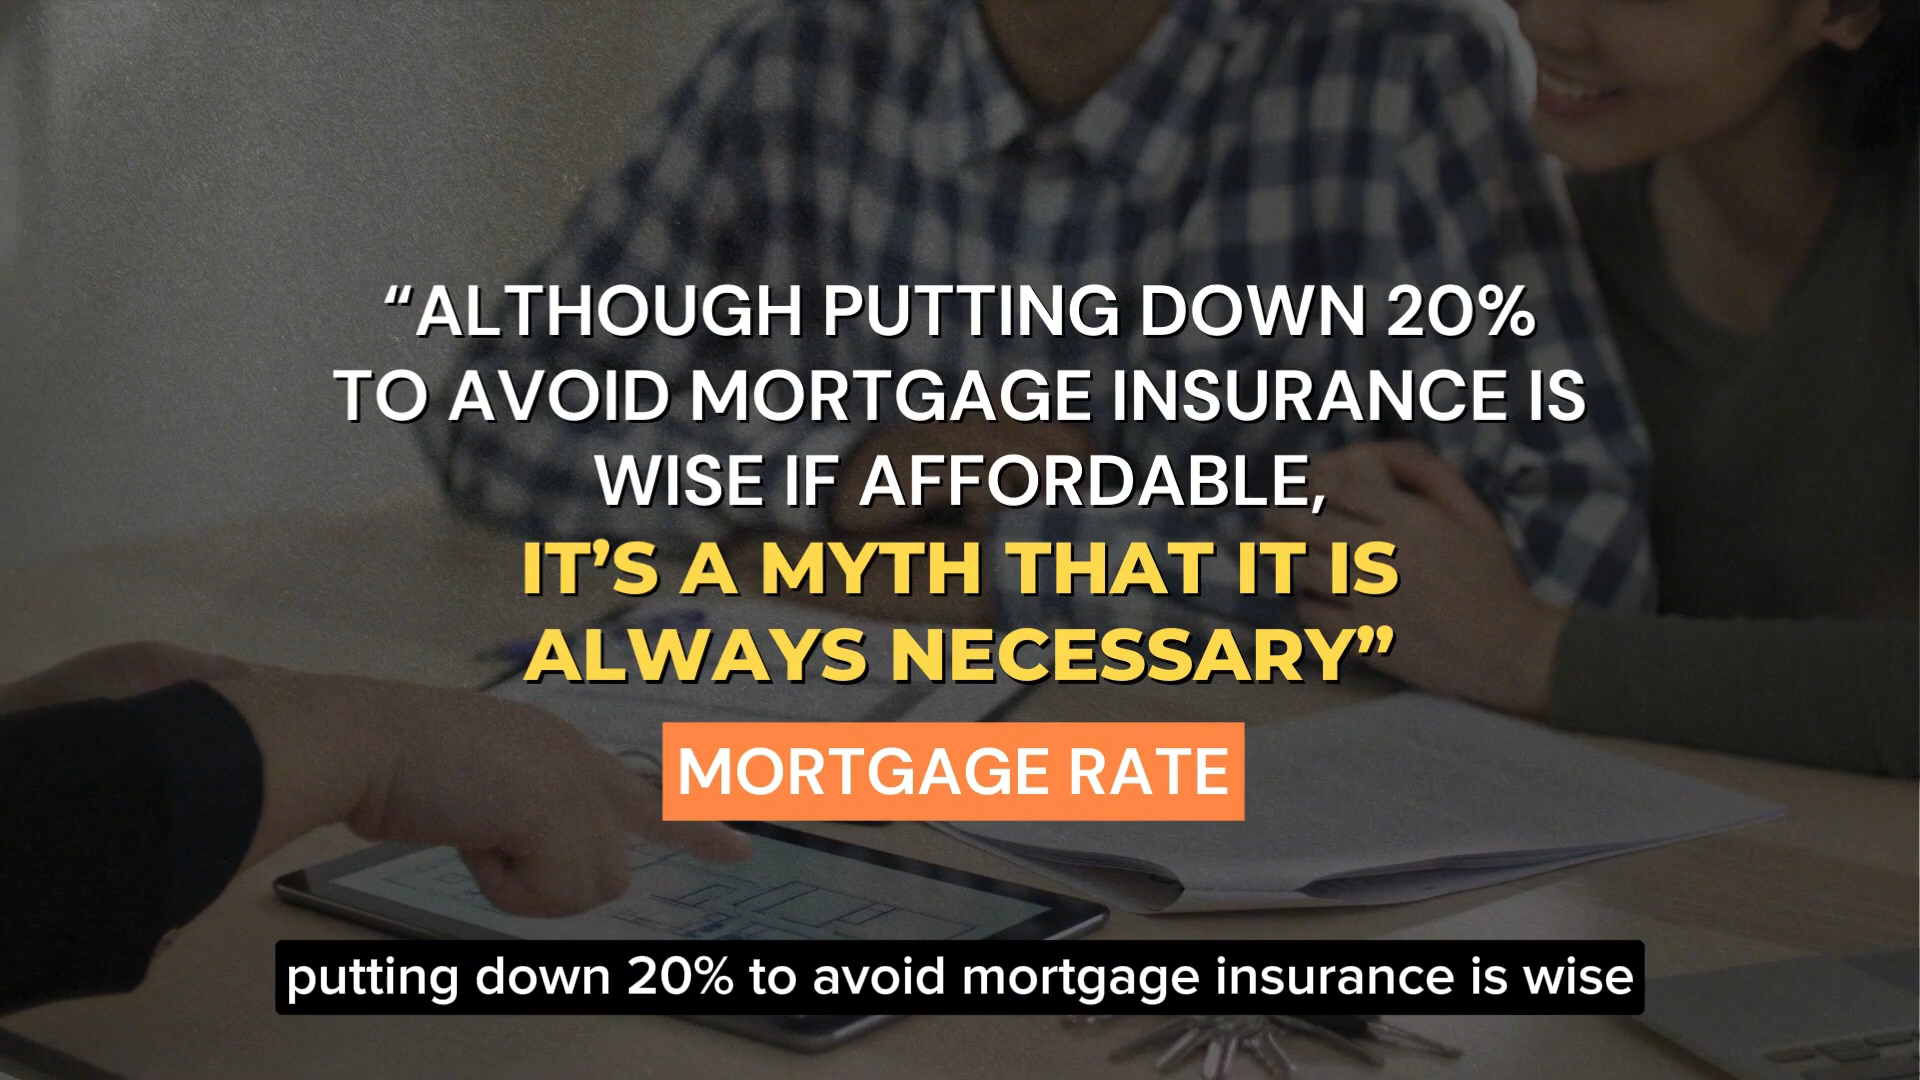 “ALTHOUGH PUTTING DOWN 20%
TO AVOID MORTGAGE INSURANCE IS
WISE IF AFFORDABLE,
IT’S A MYTH THAT IT IS
ALWAYS NECESSARY”
MORTGAGE RATE
putting down 20% to avoid mortgage insurance is wise